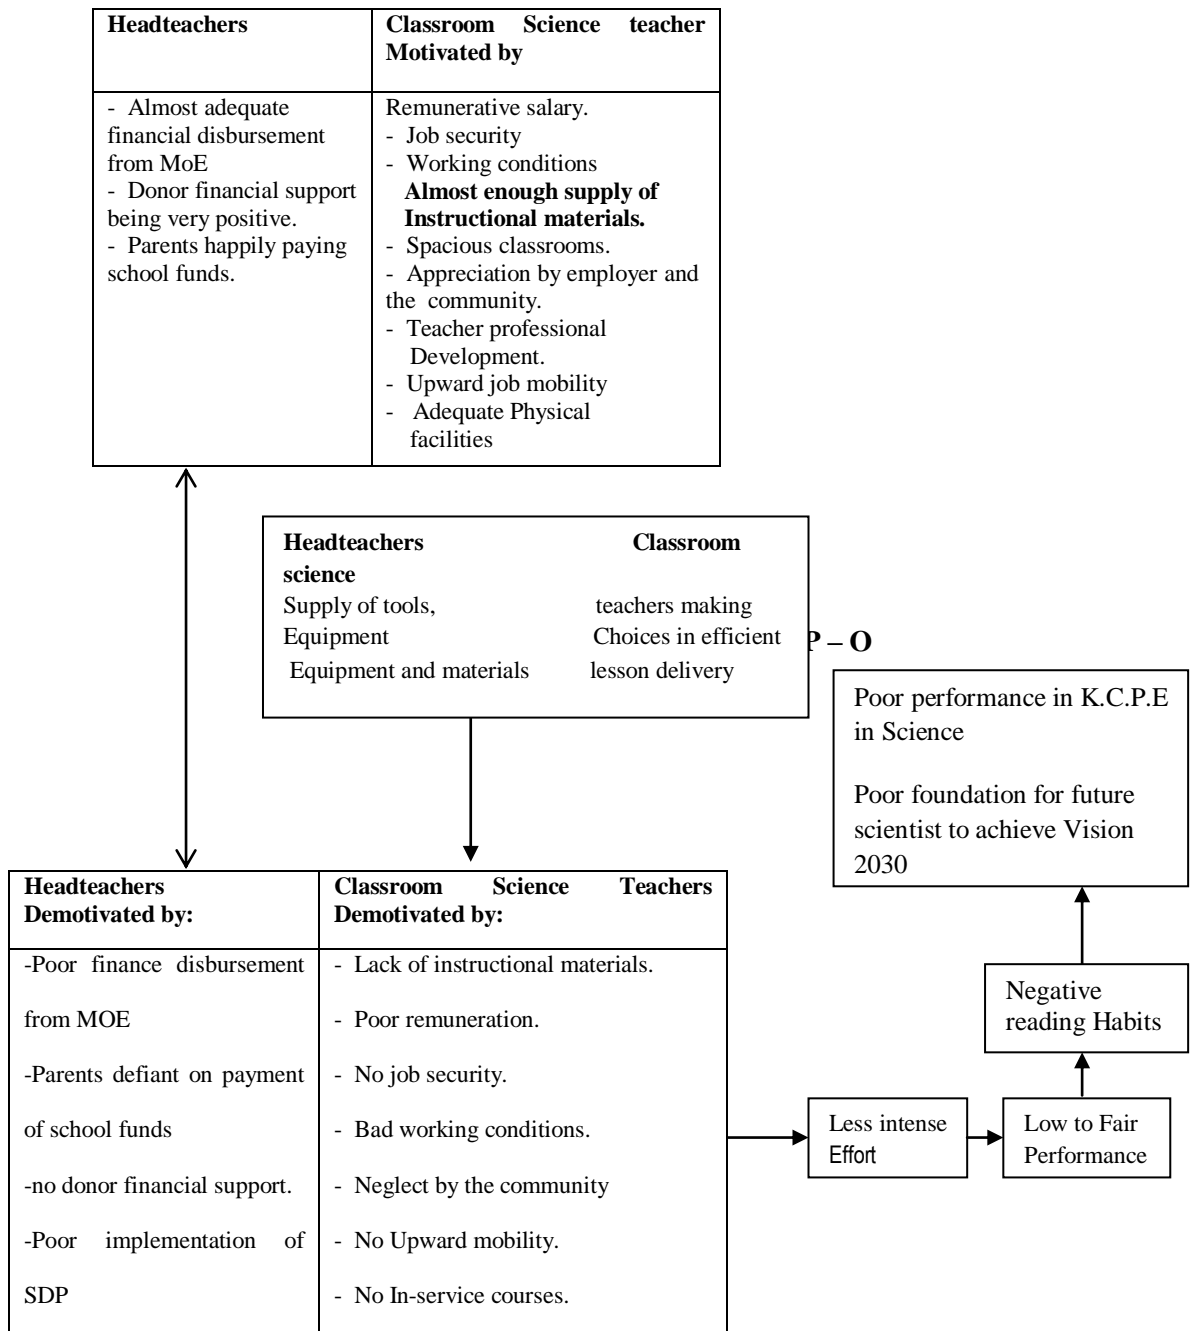 Headteachers
Classroom Science teacher
Motivated by
- Almost adequate
financial disbursement
from MoE
- Donor financial support
being very positive.
- Parents happily paying
school funds.
Remunerative salary.
- Job security
- Working conditions
Almost enough supply of
Instructional materials.
- Spacious classrooms.
- Appreciation by employer and
the community.
- Teacher professional
Development.
- Upward job mobility
- Adequate Physical
facilities
Headteachers Classroom
science
Supply of tools, teachers making
Equipment Choices in efficient
Equipment and materials lesson delivery
P – O
Poor performance in K.C.P.E
in Science
Poor foundation for future
scientist to achieve Vision
2030
Headteachers
Demotivated by:
Classroom Science Teachers
Demotivated by:
-Poor finance disbursement
from MOE
-Parents defiant on payment
of school funds
-no donor financial support.
-Poor implementation of
SDP
- Lack of instructional materials.
- Poor remuneration.
- No job security.
- Bad working conditions.
- Neglect by the community
- No Upward mobility.
- No In-service courses.
Less intense
Effort
Low to Fair
Performance
Negative
reading Habits